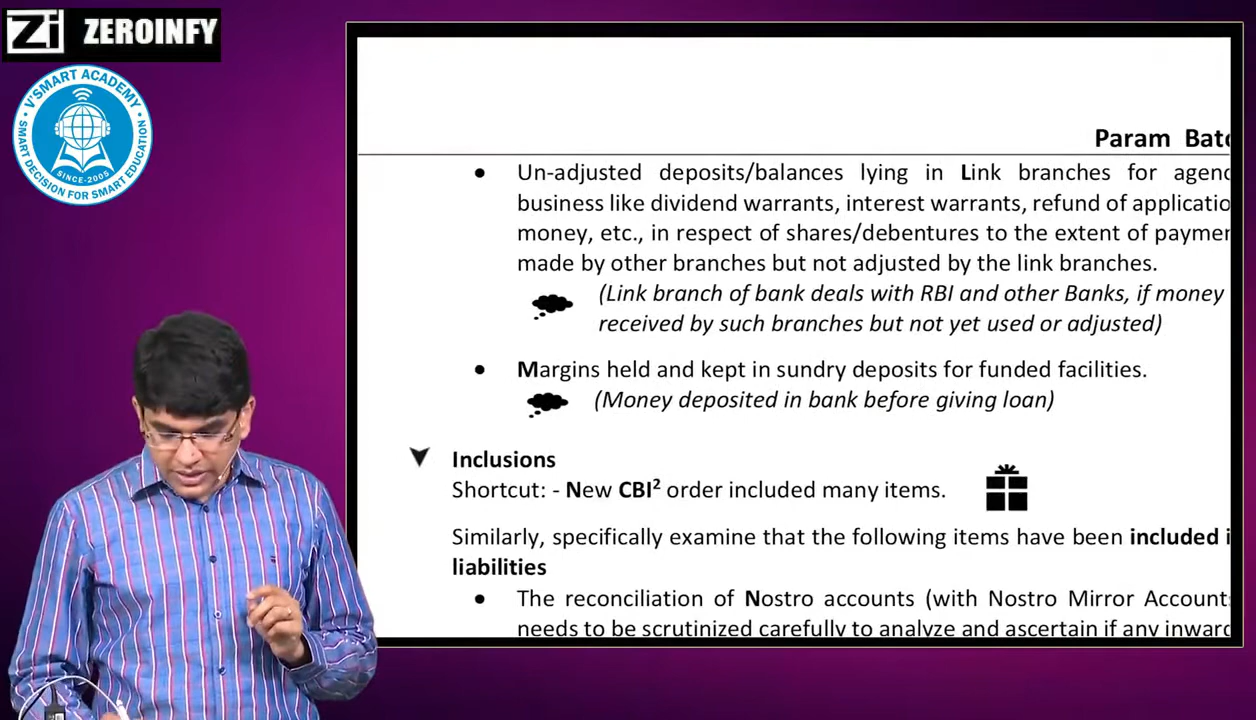 Zi ZEROINFY
V'SMART ACADEMY
SINCE-2005
SMART DECISION FOR SMART EDUCATION
Param Batc
• Un-adjusted deposits/balances lying in Link branches for agenc
business like dividend warrants, interest warrants, refund of applicatio
money, etc., in respect of shares/debentures to the extent of paymen
made by other branches but not adjusted by the link branches.
(Link branch of bank deals with RBI and other Banks, if money
received by such branches but not yet used or adjusted)
• Margins held and kept in sundry deposits for funded facilities.
(Money deposited in bank before giving loan)
Inclusions
Shortcut: - New CBI² order included many items.
Similarly, specifically examine that the following items have been included i
liabilities
• The reconciliation of Nostro accounts (with Nostro Mirror Accounts
needs to be scrutinized carefully to analyze and ascertain if any inward